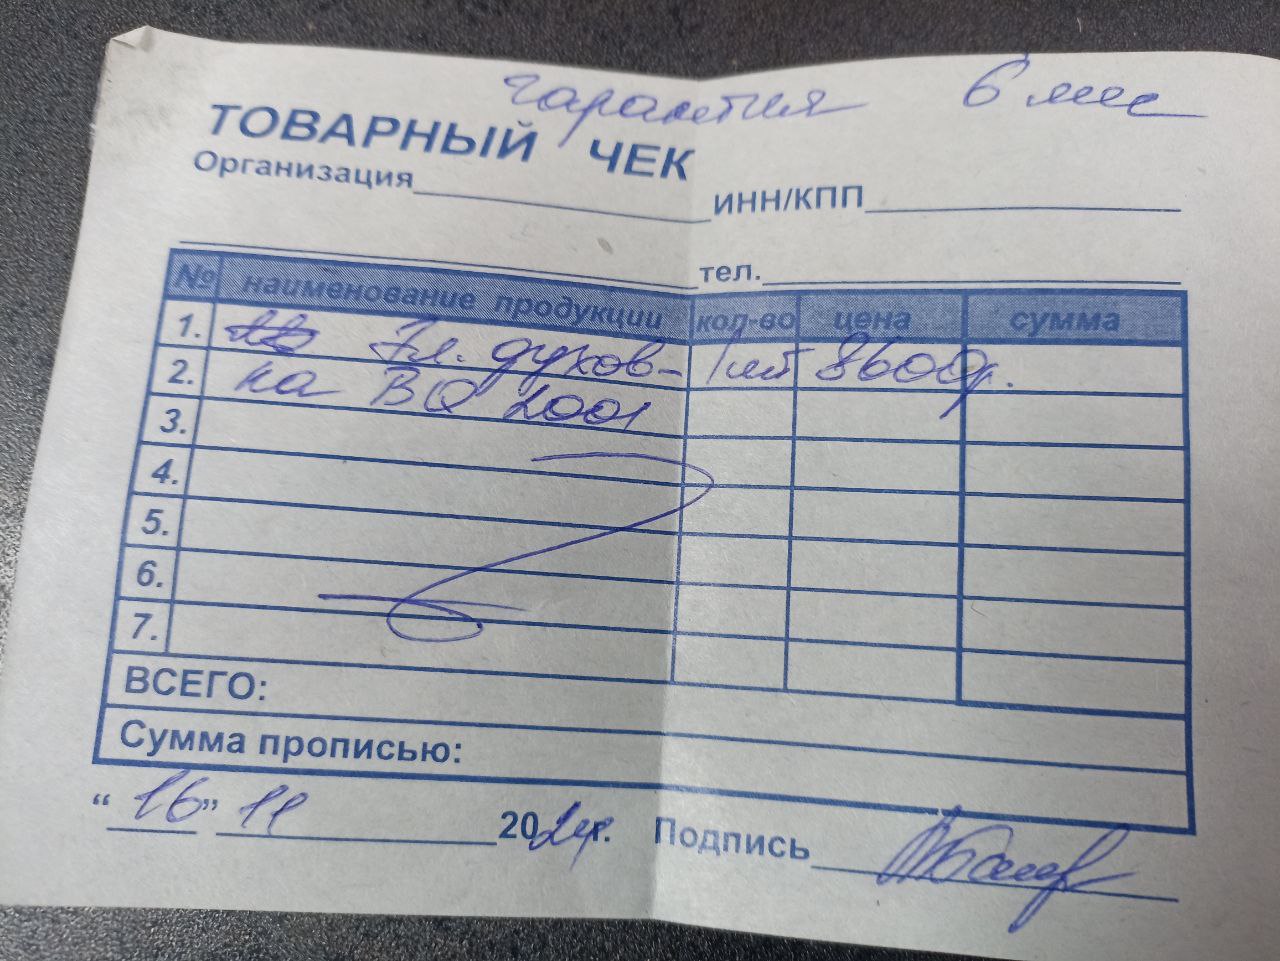 гарантия 6 мес
ТОВАРНЫЙ ЧЕК
Организация ИНН/КПП
тел.
№ наименование продукции кол-во цена сумма
1. Эл. духов- 1 шт 8600р.
2. ка BQ 2001
3.
4.
5.
6.
7.
ВСЕГО:
Сумма прописью:
"16" 11 2024г. Подпись